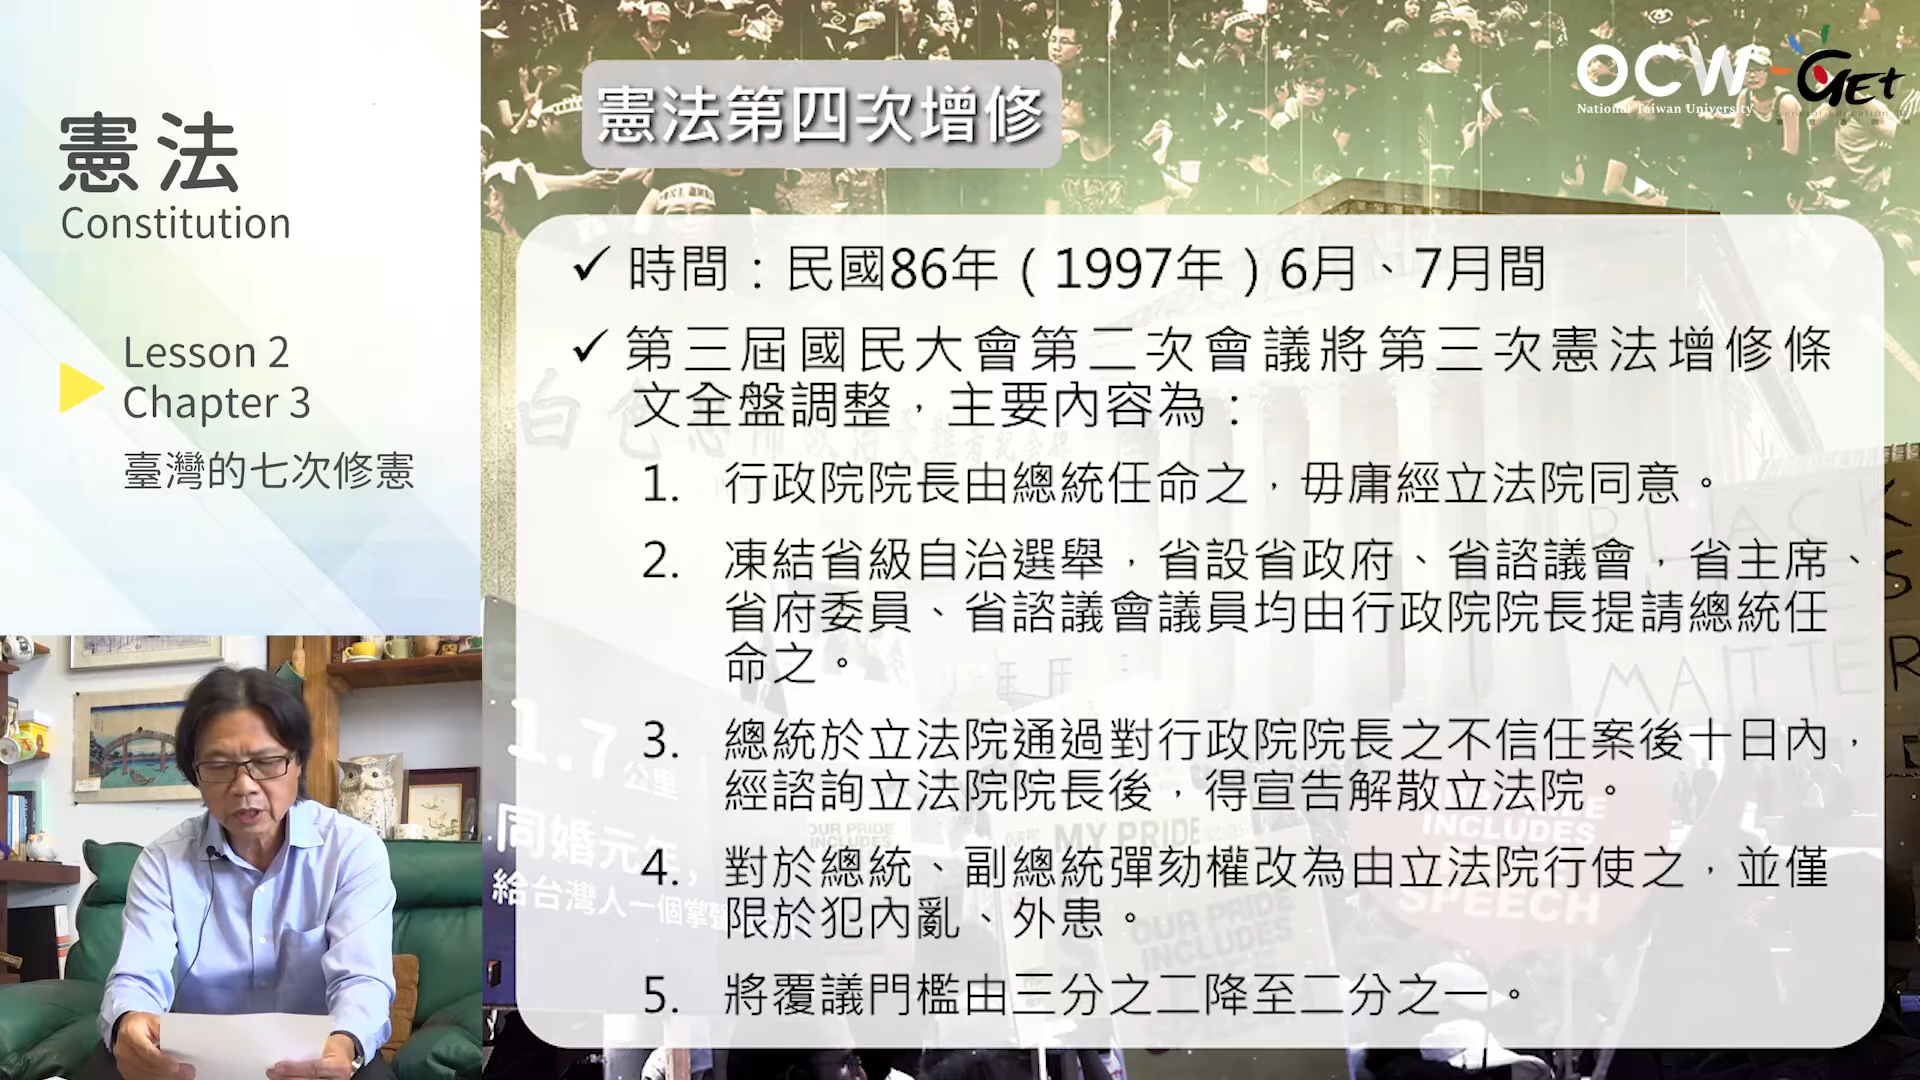 憲法
Constitution
Lesson 2
Chapter 3
臺灣的七次修憲
OCW
National Taiwan University
GET
憲法第四次增修
✓ 時間：民國86年（1997年）6月、7月間
✓ 第三屆國民大會第二次會議將第三次憲法增修條
文全盤調整，主要內容為：
1. 行政院院長由總統任命之，毋庸經立法院同意。
2. 凍結省級自治選舉，省設省政府、省諮議會，省主席、
省府委員、省諮議會議員均由行政院院長提請總統任
命之。
3. 總統於立法院通過對行政院院長之不信任案後十日內，
經諮詢立法院院長後，得宣告解散立法院。
4. 對於總統、副總統彈劾權改為由立法院行使之，並僅
限於犯內亂、外患。
5. 將覆議門檻由三分之二降至二分之一。
1.7公里
同婚元年，
給台灣人一個掌聲
BLACK
MATTER
MY PRIDE
INCLUDES
SPEECH
OUR PRIDE
INCLUDES